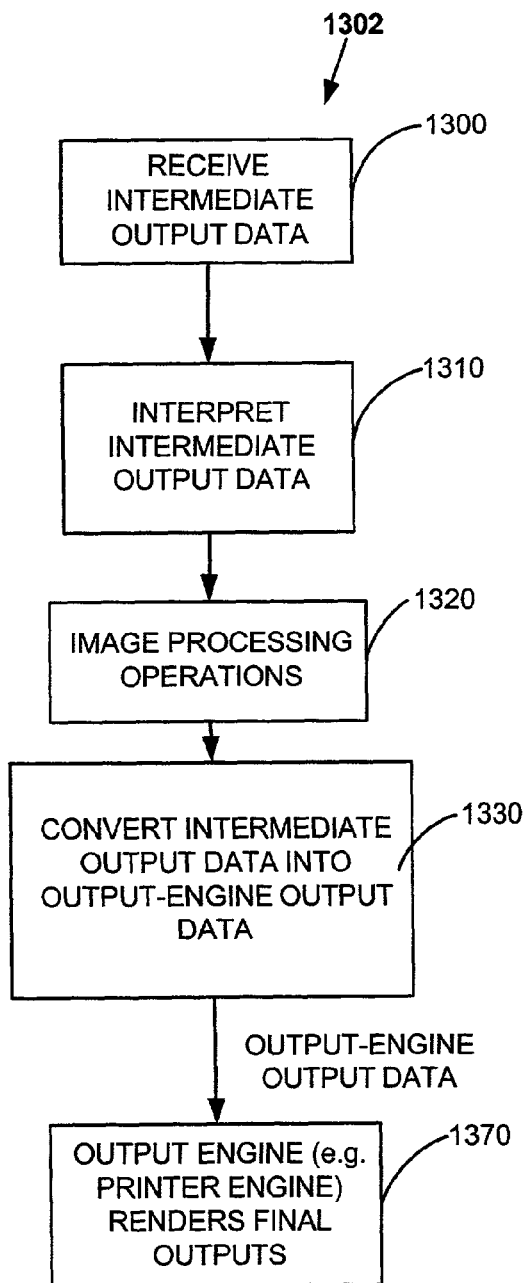 1302
1300
RECEIVE
INTERMEDIATE
OUTPUT DATA
1310
INTERPRET
INTERMEDIATE
OUTPUT DATA
1320
IMAGE PROCESSING
OPERATIONS
1330
CONVERT INTERMEDIATE
OUTPUT DATA INTO
OUTPUT-ENGINE OUTPUT
DATA
OUTPUT-ENGINE
OUTPUT DATA
1370
OUTPUT ENGINE (e.g.
PRINTER ENGINE)
RENDERS FINAL
OUTPUTS